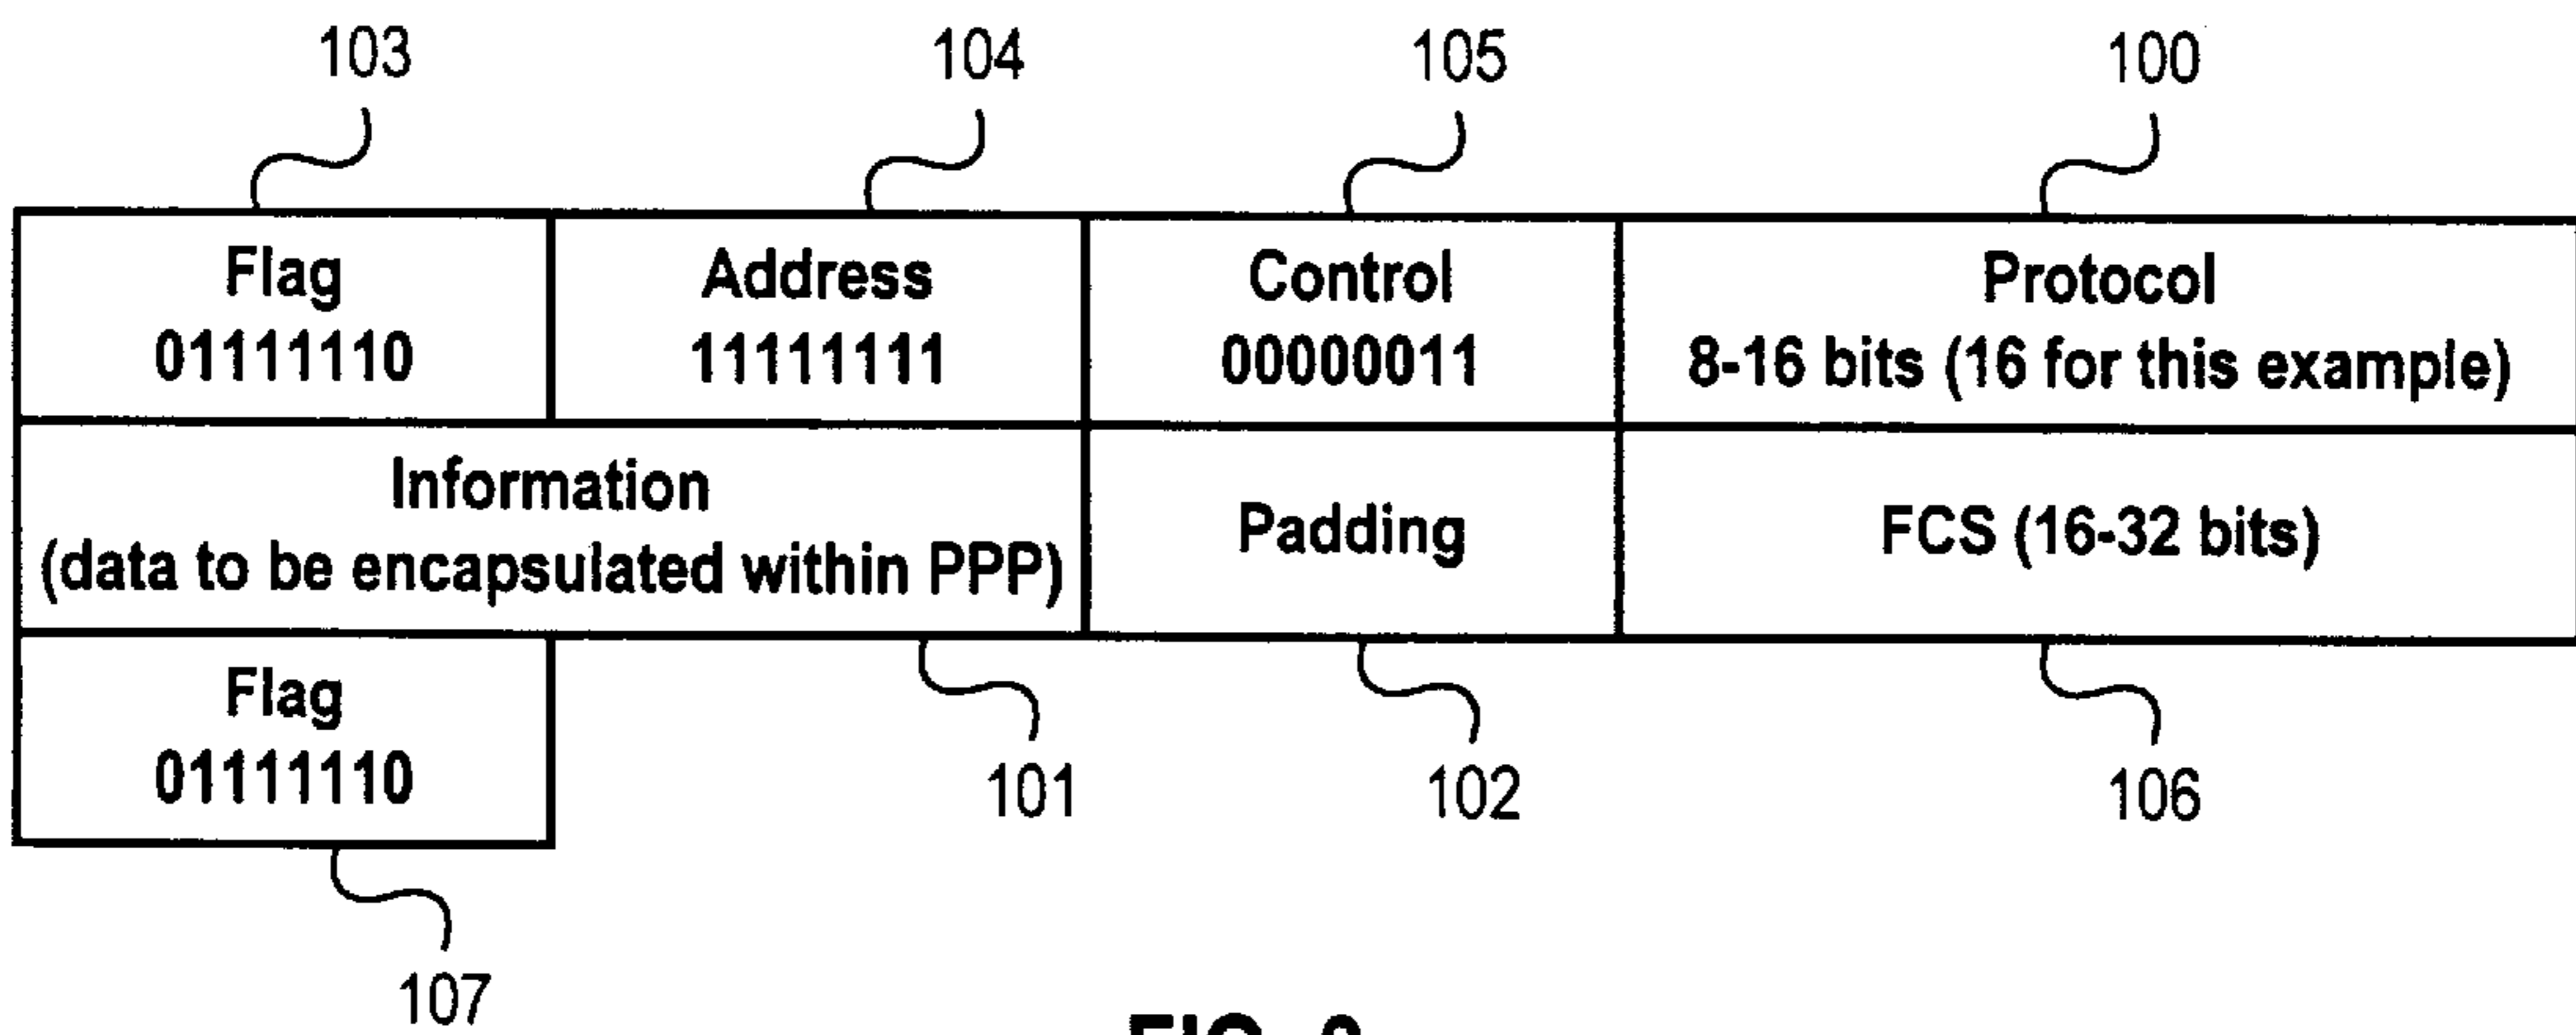 103 104 105 100
Flag Address Control Protocol
01111110 11111111 00000011 8-16 bits (16 for this example)
Information
(data to be encapsulated within PPP)
Padding
FCS (16-32 bits)
Flag
01111110
101 102 106
107